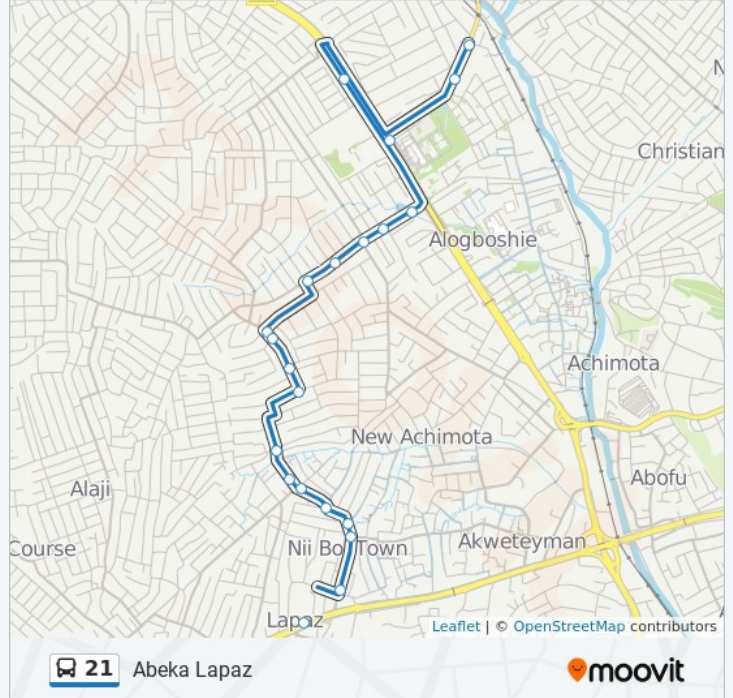 N
Christian
Alogboshie
Achimota
New Achimota
Alaji
Abofu
Course
Nii Bo Town
Akweteyman
A
Lapaz
Leaflet | © OpenStreetMap contributors
21 Abeka Lapaz
moovit